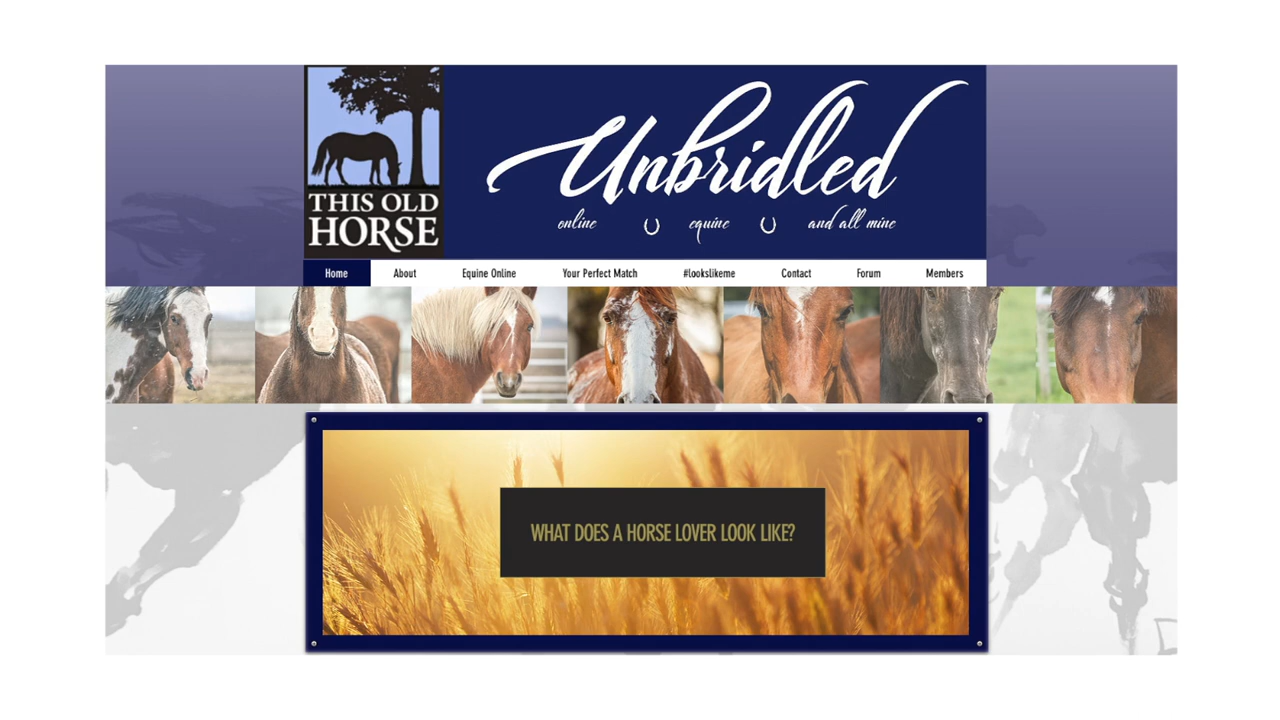 THIS OLD
HORSE
Unbridled
online equine and all mine
Home About Equine Online Your Perfect Match #lookslikeme Contact Forum Members
WHAT DOES A HORSE LOVER LOOK LIKE?